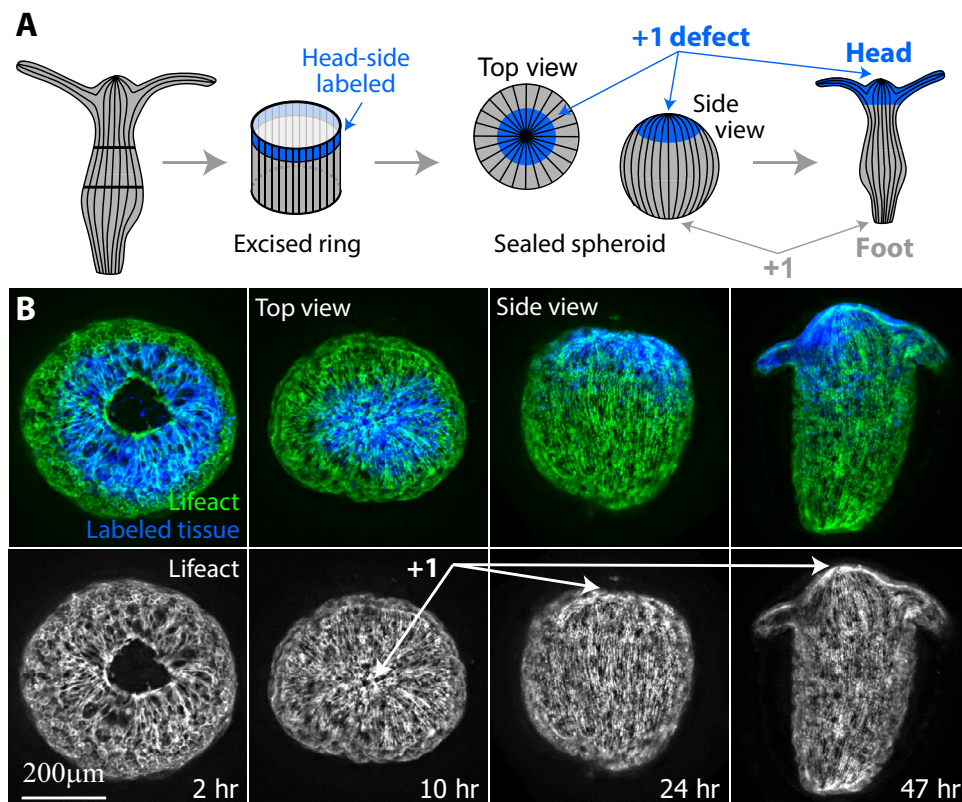 A
Head-side
labeled
Excised ring
Top view
+1 defect
Side
view
Sealed spheroid
Head
Foot
+1
B
Lifeact
Labeled tissue
Top view
Side view
Lifeact
+1
200μm
2 hr
10 hr
24 hr
47 hr